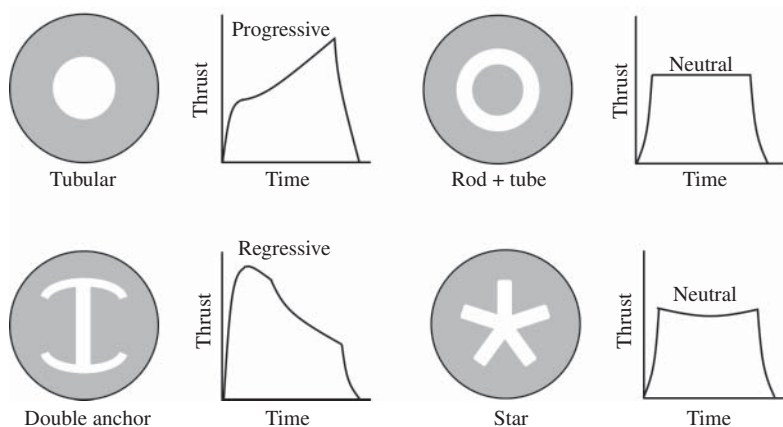 Progressive
Thrust
Tubular
Time
Neutral
Thrust
Rod + tube
Time
Regressive
Thrust
Double anchor
Time
Neutral
Thrust
Star
Time